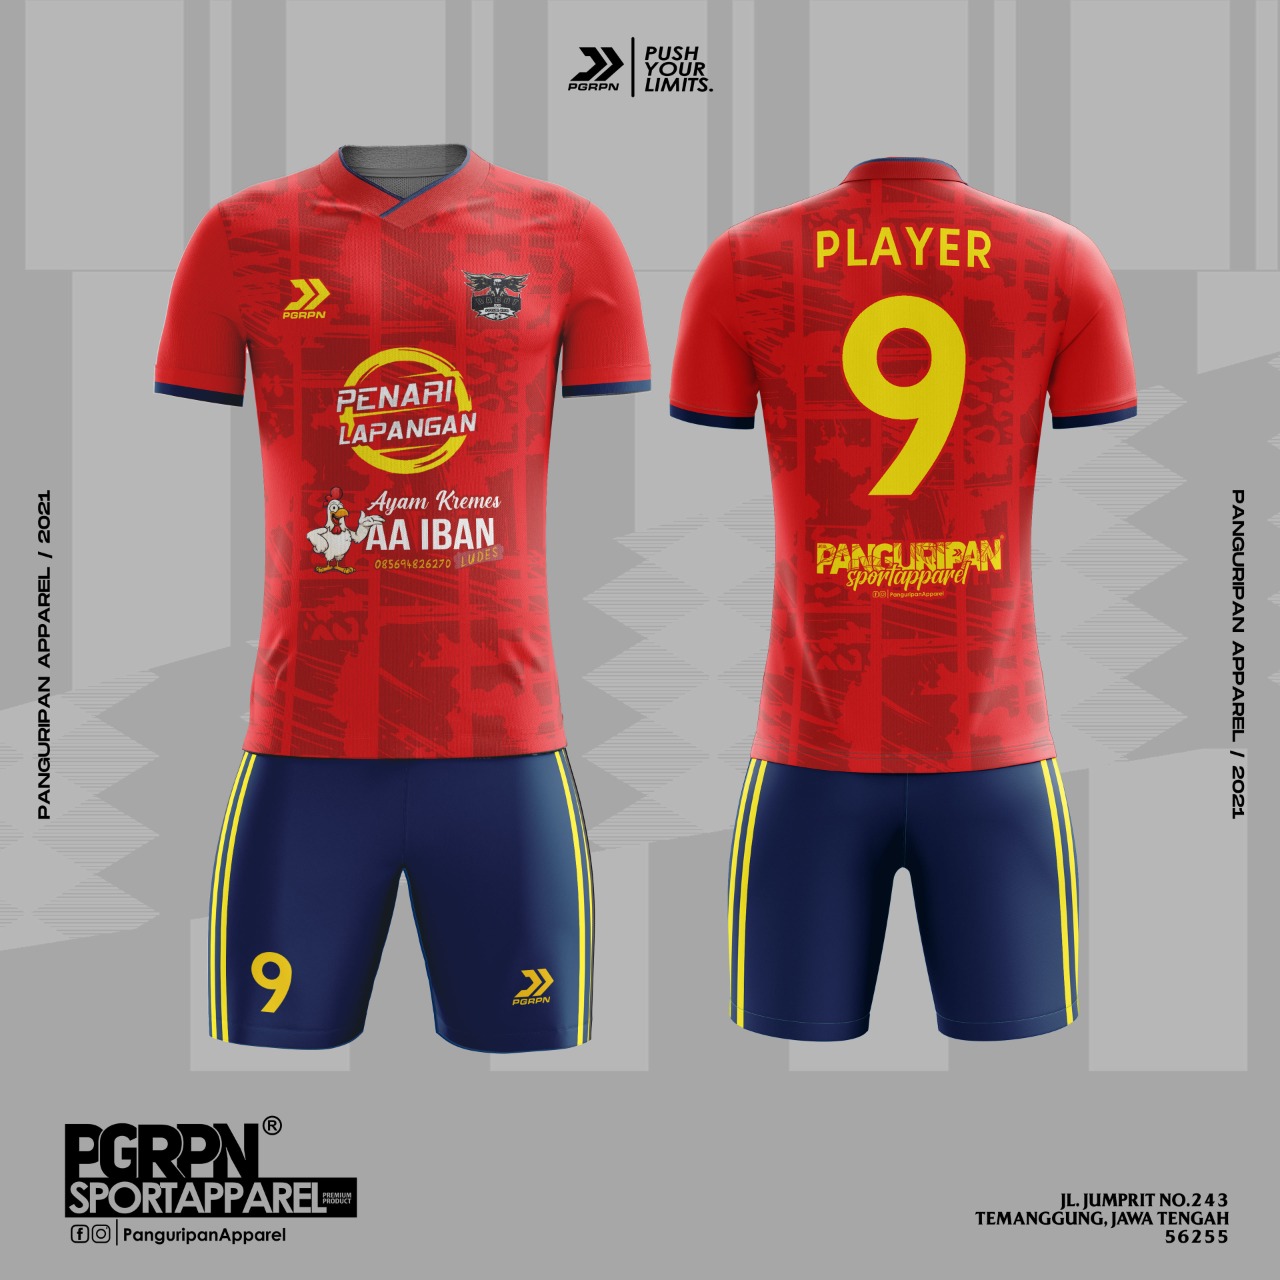 PGRPN
PUSH
YOUR
LIMITS.
PANGURIPAN APPAREL / 2021
PGRPN
PENARI
LAPANGAN
Ayam Kremes
AA IBAN
085694826270 LUDES
9
PGRPN
PLAYER
9
PANGURIPAN
sportapparel
PanguripanApparel
PANGURIPAN APPAREL / 2021
PGRPN®
SPORTAPPAREL PREMIUM PRODUCT
PanguripanApparel
JL. JUMPRIT NO.243
TEMANGGUNG, JAWA TENGAH
56255